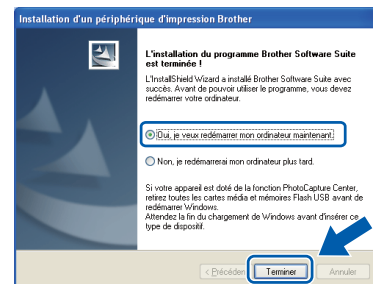 Installation d'un périphérique d'impression Brother
L'installation du programme Brother Software Suite
est terminée !
L'InstallShield Wizard a installé Brother Software Suite avec
succès. Avant de pouvoir utiliser le programme, vous devez
redémarrer votre ordinateur.
Oui, je veux redémarrer mon ordinateur maintenant.
Non, je redémarrerai mon ordinateur plus tard.
Si votre appareil est doté de la fonction PhotoCapture Center,
retirez toutes les cartes média et mémoires Flash USB avant de
redémarrer Windows.
Attendez la fin du chargement de Windows avant d'insérer ce
type de dispositif.
< Précéden Terminer Annuler